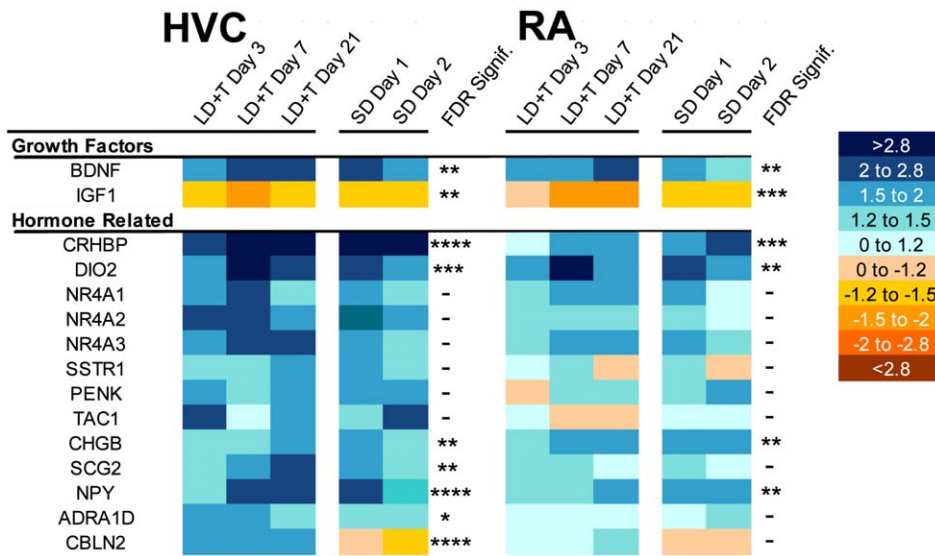 HVC RA
LD+T Day 3 LD+T Day 7 LD+T Day 21 SD Day 1 SD Day 2 FDR Signif. LD+T Day 3 LD+T Day 7 LD+T Day 21 SD Day 1 SD Day 2 FDR Signif.
Growth Factors >2.8
BDNF ** ** 2 to 2.8
IGF1 ** *** 1.5 to 2
Hormone Related 1.2 to 1.5
CRHBP **** *** 0 to 1.2
DIO2 *** ** 0 to -1.2
NR4A1 - - -1.2 to -1.5
NR4A2 - - -1.5 to -2
NR4A3 - - -2 to -2.8
SSTR1 - - <2.8
PENK - -
TAC1 - -
CHGB ** **
SCG2 ** -
NPY **** **
ADRA1D * -
CBLN2 **** -